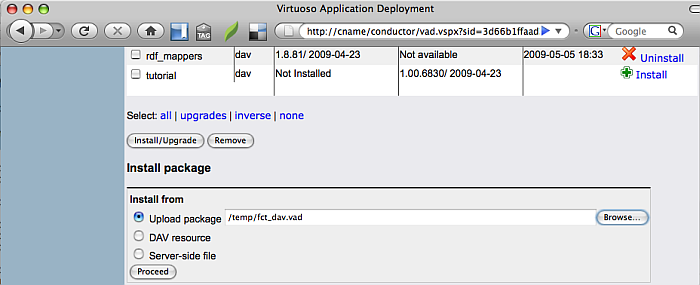 Virtuoso Application Deployment
TAG
http://cname/conductor/vad.vspx?sid=3d66b1ffaad
G Google
rdf_mappers dav 1.8.81/ 2009-04-23 Not available 2009-05-05 18:33 Uninstall
tutorial dav Not Installed 1.00.6830/ 2009-04-23 Install
Select: all | upgrades | inverse | none
Install/Upgrade Remove
Install package
Install from
Upload package /temp/fct_dav.vad Browse...
DAV resource
Server-side file
Proceed